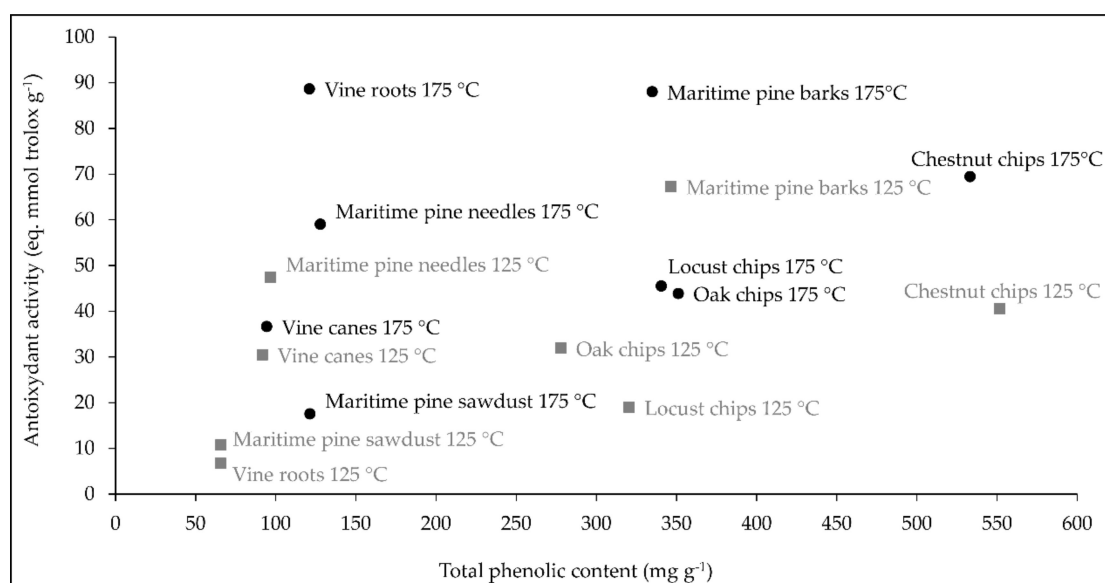 Antoixydant activity (eq. mmol trolox g⁻¹)
100
90
80
70
60
50
40
30
20
10
0
Vine roots 175 °C
Maritime pine barks 175°C
Chestnut chips 175°C
Maritime pine barks 125 °C
Maritime pine needles 175 °C
Maritime pine needles 125 °C
Locust chips 175 °C
Oak chips 175 °C
Chestnut chips 125 °C
Vine canes 175 °C
Vine canes 125 °C
Oak chips 125 °C
Maritime pine sawdust 175 °C
Locust chips 125 °C
Maritime pine sawdust 125 °C
Vine roots 125 °C
0 50 100 150 200 250 300 350 400 450 500 550 600
Total phenolic content (mg g⁻¹)